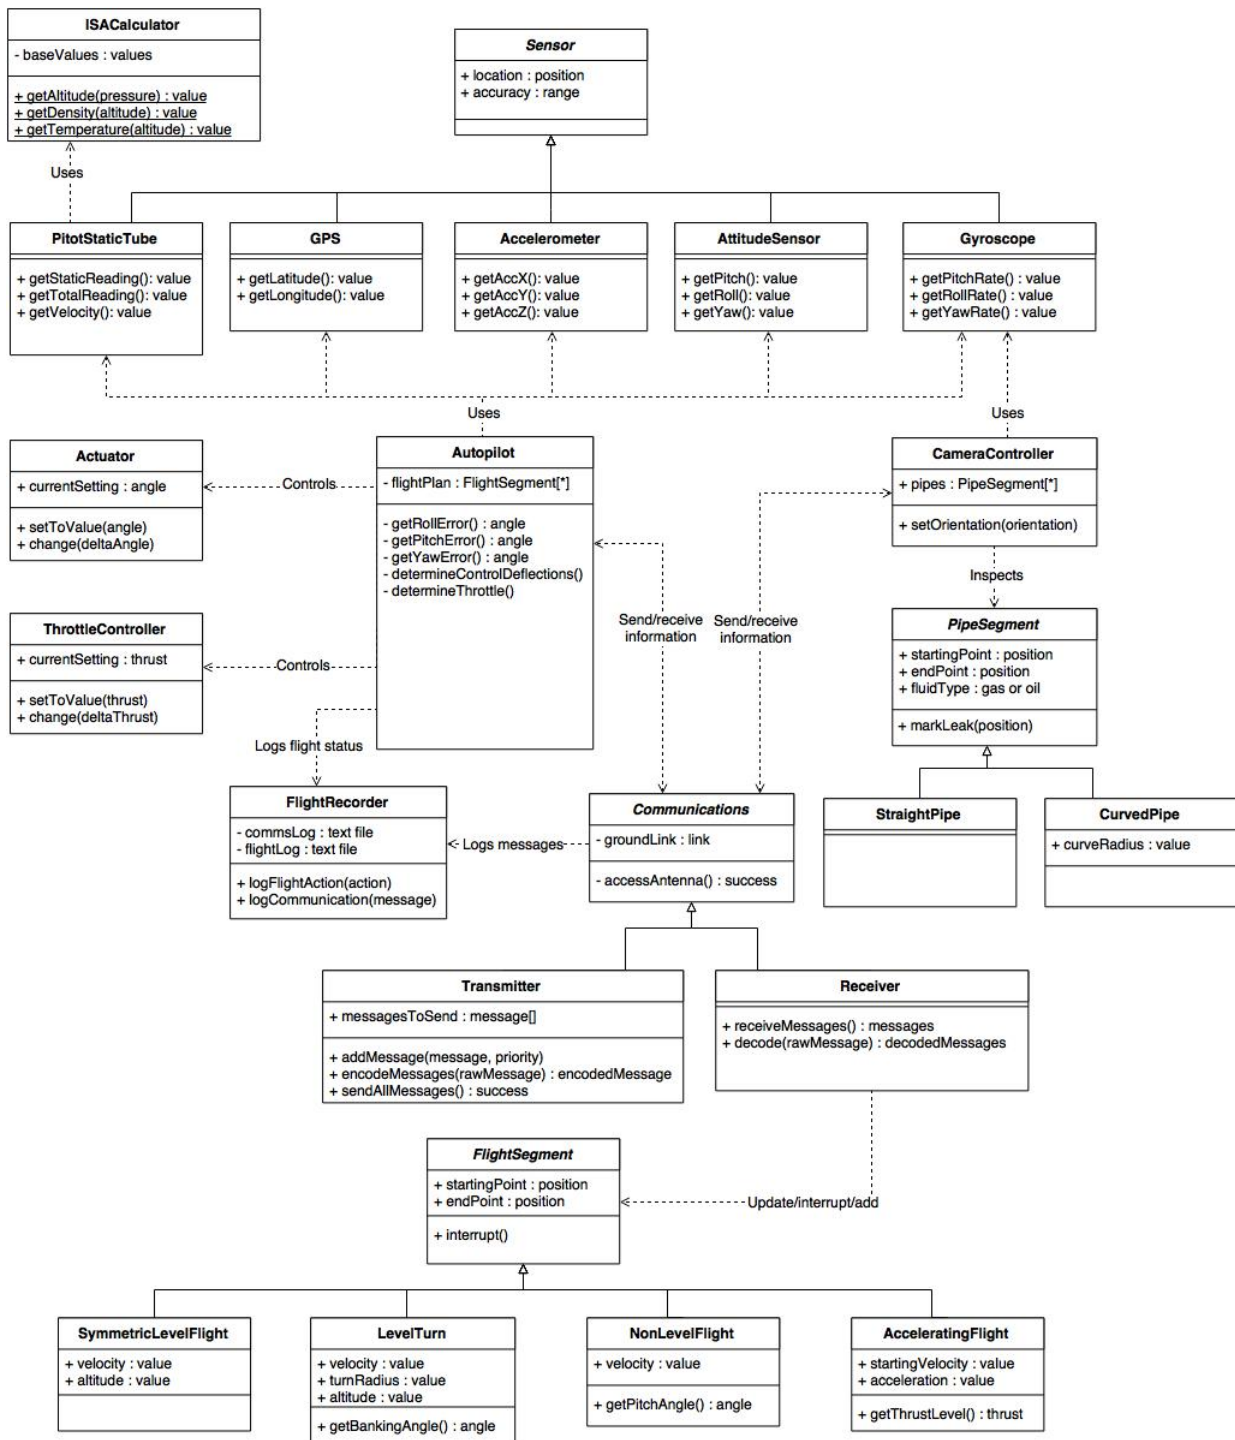 ISACalculator
- baseValues : values
+ getAltitude(pressure) : value
+ getDensity(altitude) : value
+ getTemperature(altitude) : value
Sensor
+ location : position
+ accuracy : range
Uses
PitotStaticTube
+ getStaticReading(): value
+ getTotalReading(): value
+ getVelocity(): value
GPS
+ getLatitude(): value
+ getLongitude(): value
Accelerometer
+ getAccX(): value
+ getAccY(): value
+ getAccZ(): value
AttitudeSensor
+ getPitch(): value
+ getRoll(): value
+ getYaw(): value
Gyroscope
+ getPitchRate() : value
+ getRollRate() : value
+ getYawRate() : value
Uses
Uses
Actuator
+ currentSetting : angle
+ setToValue(angle)
+ change(deltaAngle)
Controls
Autopilot
- flightPlan : FlightSegment[*]
- getRollError() : angle
- getPitchError() : angle
- getYawError() : angle
- determineControlDeflections()
- determineThrottle()
CameraController
+ pipes : PipeSegment[*]
+ setOrientation(orientation)
Inspects
Send/receive
information
Send/receive
information
ThrottleController
+ currentSetting : thrust
+ setToValue(thrust)
+ change(deltaThrust)
Controls
PipeSegment
+ startingPoint : position
+ endPoint : position
+ fluidType : gas or oil
+ markLeak(position)
Logs flight status
FlightRecorder
- commsLog : text file
- flightLog : text file
+ logFlightAction(action)
+ logCommunication(message)
Logs messages
Communications
- groundLink : link
- accessAntenna() : success
StraightPipe
CurvedPipe
+ curveRadius : value
Transmitter
+ messagesToSend : message[]
+ addMessage(message, priority)
+ encodeMessages(rawMessage) : encodedMessage
+ sendAllMessages() : success
Receiver
+ receiveMessages() : messages
+ decode(rawMessage) : decodedMessages
FlightSegment
+ startingPoint : position
+ endPoint : position
+ interrupt()
Update/interrupt/add
SymmetricLevelFlight
+ velocity : value
+ altitude : value
LevelTurn
+ velocity : value
+ turnRadius : value
+ altitude : value
+ getBankingAngle() : angle
NonLevelFlight
+ velocity : value
+ getPitchAngle() : angle
AcceleratingFlight
+ startingVelocity : value
+ acceleration : value
+ getThrustLevel() : thrust